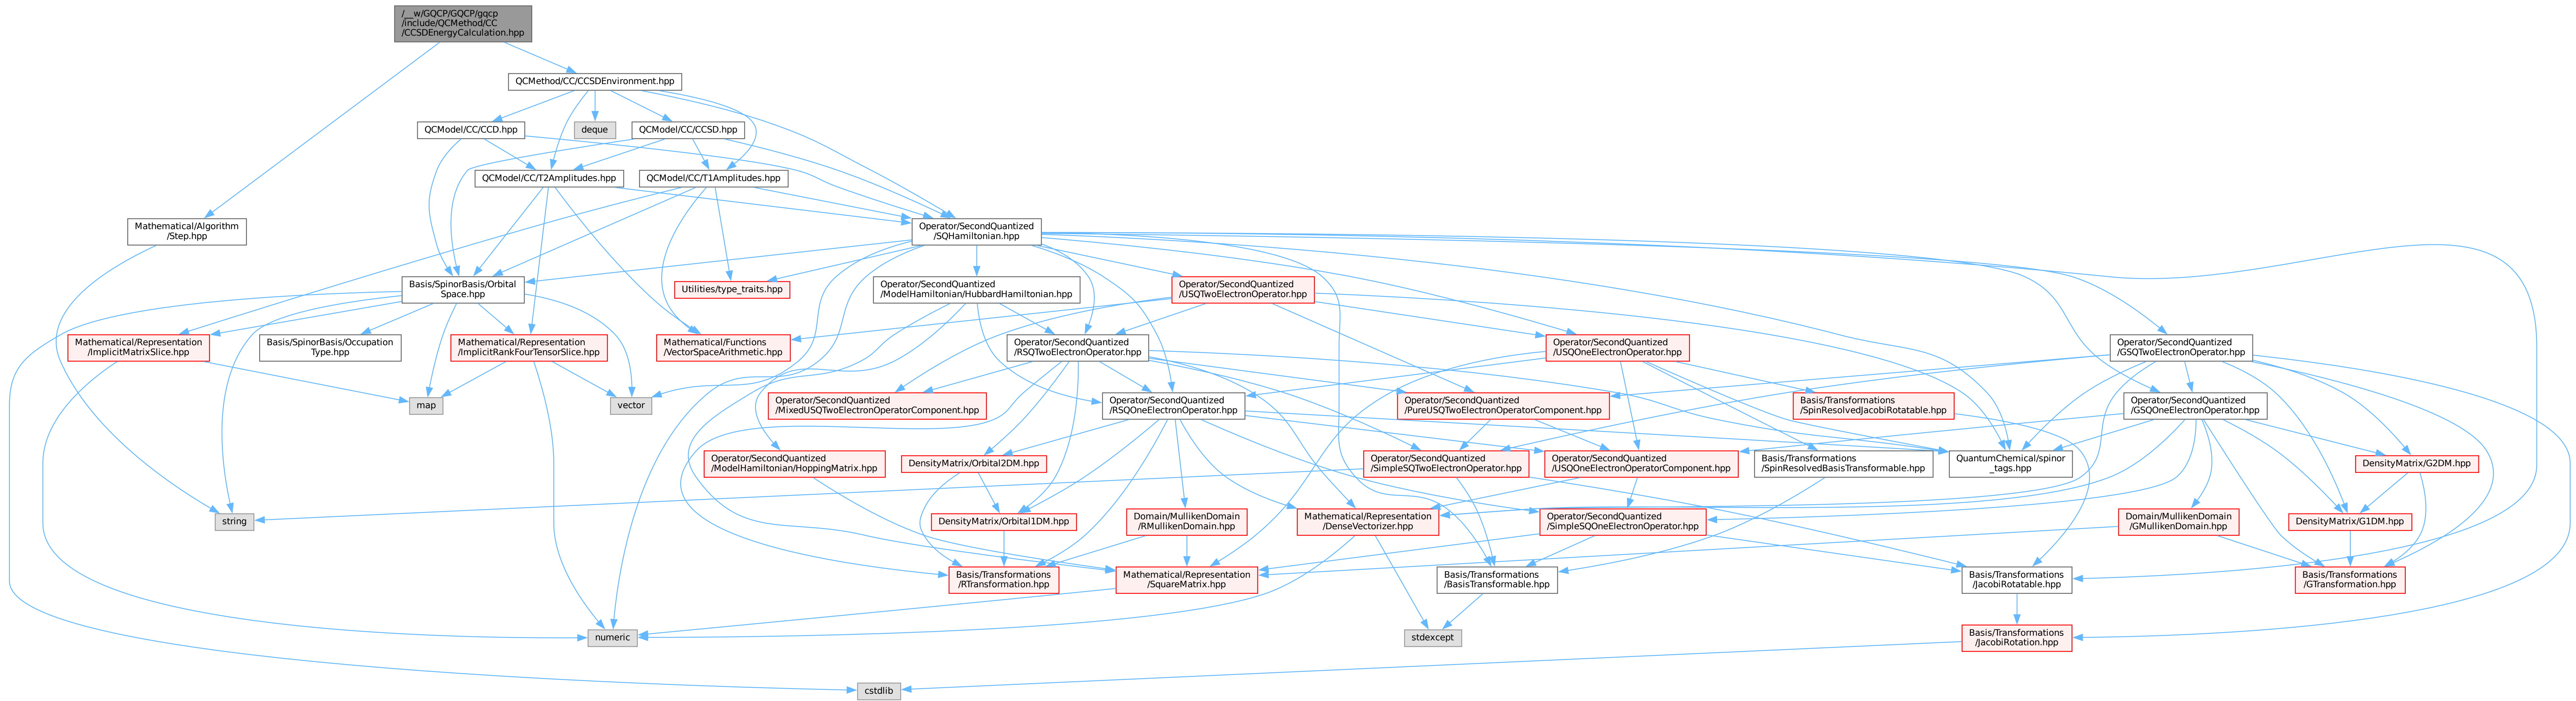 /__w/GQCP/GQCP/gqcp
/include/QCMethod/CC
/CCSDEnergyCalculation.hpp
QCMethod/CC/CCSDEnvironment.hpp
QCModel/CC/CCD.hpp
deque
QCModel/CC/CCSD.hpp
QCModel/CC/T2Amplitudes.hpp
QCModel/CC/T1Amplitudes.hpp
Mathematical/Algorithm
/Step.hpp
Operator/SecondQuantized
/SQHamiltonian.hpp
Basis/SpinorBasis/Orbital
Space.hpp
Utilities/type_traits.hpp
Operator/SecondQuantized
/ModelHamiltonian/HubbardHamiltonian.hpp
Operator/SecondQuantized
/USQTwoElectronOperator.hpp
Mathematical/Representation
/ImplicitMatrixSlice.hpp
Basis/SpinorBasis/Occupation
Type.hpp
Mathematical/Representation
/ImplicitRankFourTensorSlice.hpp
Mathematical/Functions
/VectorSpaceArithmetic.hpp
Operator/SecondQuantized
/RSQTwoElectronOperator.hpp
Operator/SecondQuantized
/USQOneElectronOperator.hpp
Operator/SecondQuantized
/GSQTwoElectronOperator.hpp
map
vector
Operator/SecondQuantized
/MixedUSQTwoElectronOperatorComponent.hpp
Operator/SecondQuantized
/RSQOneElectronOperator.hpp
Operator/SecondQuantized
/PureUSQTwoElectronOperatorComponent.hpp
Basis/Transformations
/SpinResolvedJacobiRotatable.hpp
Operator/SecondQuantized
/GSQOneElectronOperator.hpp
Operator/SecondQuantized
/ModelHamiltonian/HoppingMatrix.hpp
DensityMatrix/Orbital2DM.hpp
Operator/SecondQuantized
/SimpleSQTwoElectronOperator.hpp
Operator/SecondQuantized
/USQOneElectronOperatorComponent.hpp
Basis/Transformations
/SpinResolvedBasisTransformable.hpp
QuantumChemical/spinor
_tags.hpp
DensityMatrix/G2DM.hpp
string
DensityMatrix/Orbital1DM.hpp
Domain/MullikenDomain
/RMullikenDomain.hpp
Mathematical/Representation
/DenseVectorizer.hpp
Operator/SecondQuantized
/SimpleSQOneElectronOperator.hpp
Domain/MullikenDomain
/GMullikenDomain.hpp
DensityMatrix/G1DM.hpp
Basis/Transformations
/RTransformation.hpp
Mathematical/Representation
/SquareMatrix.hpp
Basis/Transformations
/BasisTransformable.hpp
Basis/Transformations
/JacobiRotatable.hpp
Basis/Transformations
/GTransformation.hpp
numeric
stdexcept
Basis/Transformations
/JacobiRotation.hpp
cstdlib